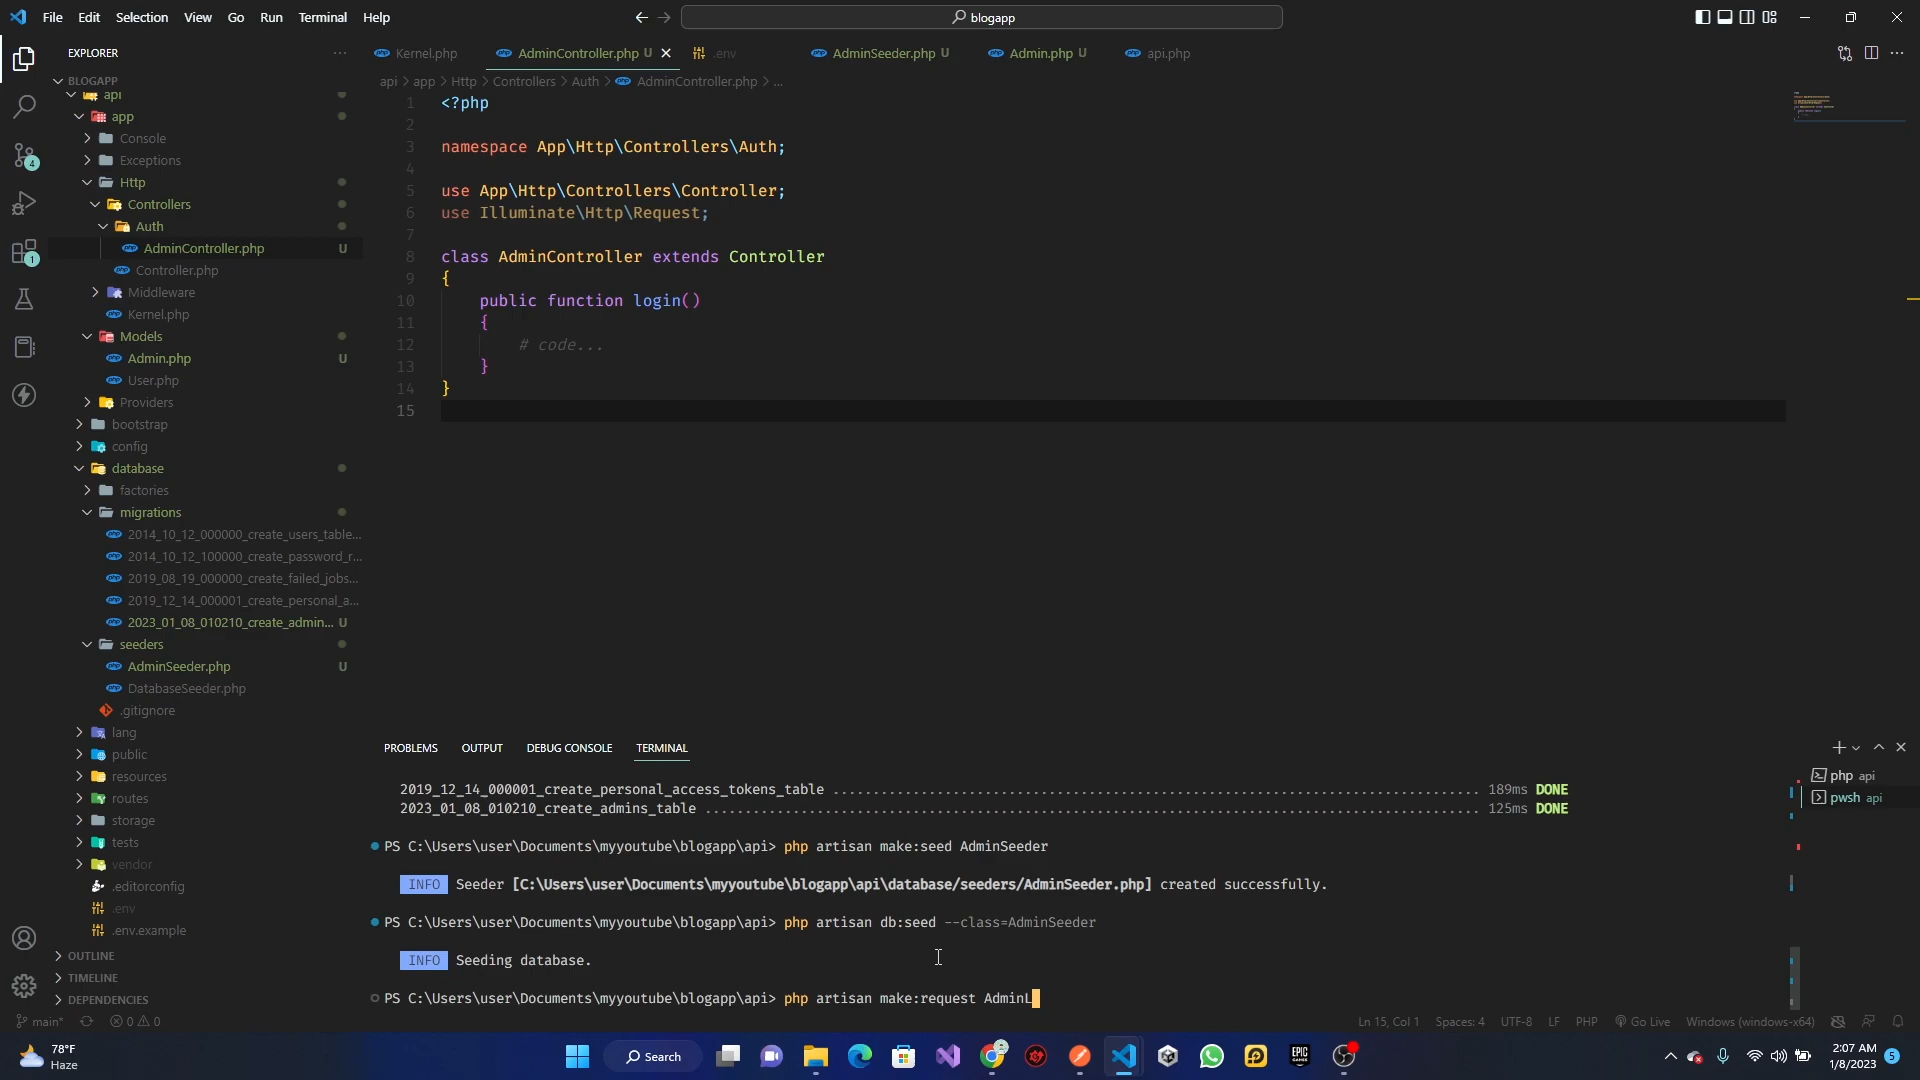 File Edit Selection View Go Run Terminal Help
blogapp
EXPLORER
Kernel.php
AdminController.php U
.env
AdminSeeder.php U
Admin.php U
api.php
BLOGAPP
api > app > Http > Controllers > Auth > AdminController.php > ...
api
app
Console
Exceptions
Http
Controllers
Auth
AdminController.php U
Controller.php
Middleware
Kernel.php
Models
Admin.php U
User.php
Providers
bootstrap
config
database
factories
migrations
2014_10_12_000000_create_users_table...
2014_10_12_100000_create_password_r...
2019_08_19_000000_create_failed_jobs...
2019_12_14_000001_create_personal_a...
2023_01_08_010210_create_admin... U
seeders
AdminSeeder.php U
DatabaseSeeder.php
.gitignore
lang
public
resources
routes
storage
tests
vendor
.editorconfig
.env
.env.example
OUTLINE
TIMELINE
DEPENDENCIES
4
1
1 <?php
2
3 namespace App\Http\Controllers\Auth;
4
5 use App\Http\Controllers\Controller;
6 use Illuminate\Http\Request;
7
8 class AdminController extends Controller
9 {
10 public function login()
11 {
12 # code...
13 }
14 }
15
PROBLEMS OUTPUT DEBUG CONSOLE TERMINAL
php api
pwsh api
2019_12_14_000001_create_personal_access_tokens_table ................................................................................. 189ms DONE
2023_01_08_010210_create_admins_table ................................................................................................. 125ms DONE
PS C:\Users\user\Documents\myyoutube\blogapp\api> php artisan make:seed AdminSeeder
INFO Seeder [C:\Users\user\Documents\myyoutube\blogapp\api\database/seeders/AdminSeeder.php] created successfully.
PS C:\Users\user\Documents\myyoutube\blogapp\api> php artisan db:seed --class=AdminSeeder
INFO Seeding database.
PS C:\Users\user\Documents\myyoutube\blogapp\api> php artisan make:request AdminL
main* 0 0
Ln 15, Col 1 Spaces: 4 UTF-8 LF PHP Go Live Windows (windows-x64)
78°F
Haze
Search
EPIC GAMES
2:07 AM
1/8/2023
5